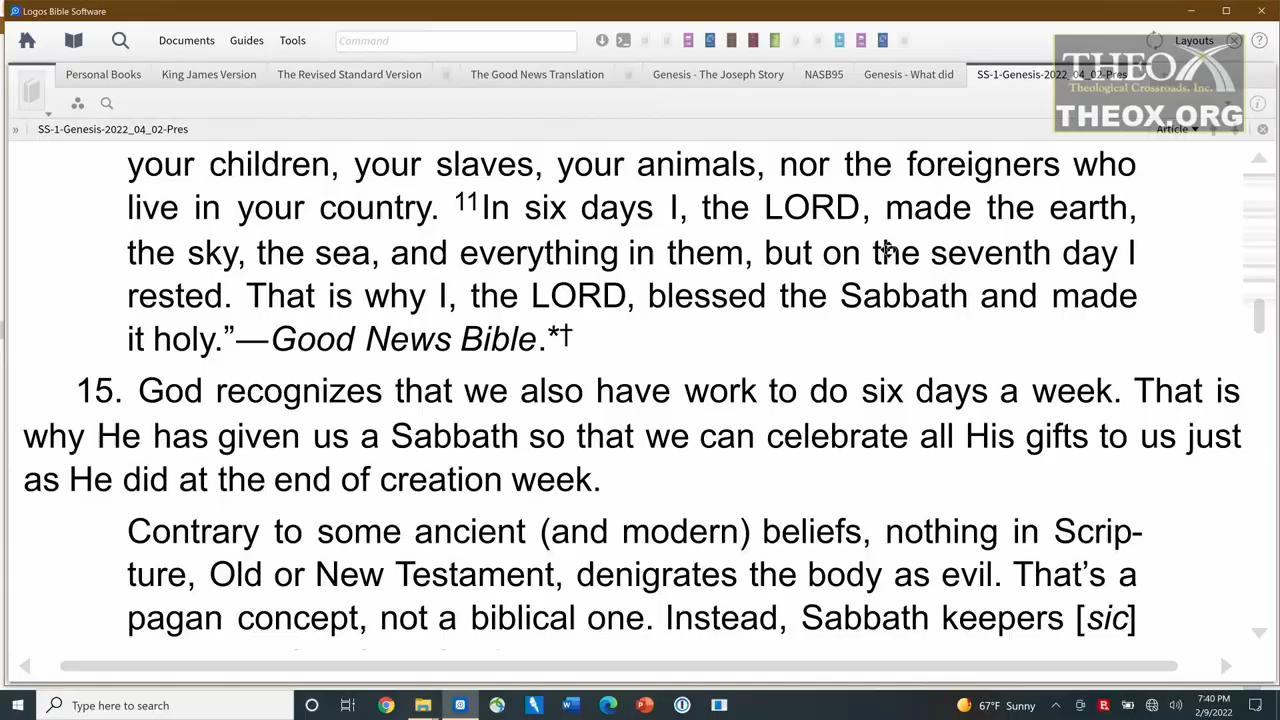 Logos Bible Software
Documents Guides Tools Command Layouts
Personal Books King James Version The Revised Standard Version The Good News Translation Genesis - The Joseph Story NASB95 Genesis - What did SS-1-Genesis-2022_04_02-Pres
THEOX
Theological Crossroads, Inc.
THEOX.ORG
SS-1-Genesis-2022_04_02-Pres Article
your children, your slaves, your animals, nor the foreigners who
live in your country. 11In six days I, the LORD, made the earth,
the sky, the sea, and everything in them, but on the seventh day I
rested. That is why I, the LORD, blessed the Sabbath and made
it holy.”—Good News Bible.*†
15. God recognizes that we also have work to do six days a week. That is
why He has given us a Sabbath so that we can celebrate all His gifts to us just
as He did at the end of creation week.
Contrary to some ancient (and modern) beliefs, nothing in Scrip-
ture, Old or New Testament, denigrates the body as evil. That’s a
pagan concept, not a biblical one. Instead, Sabbath keepers [sic]
Type here to search 67°F Sunny 7:40 PM
2/9/2022